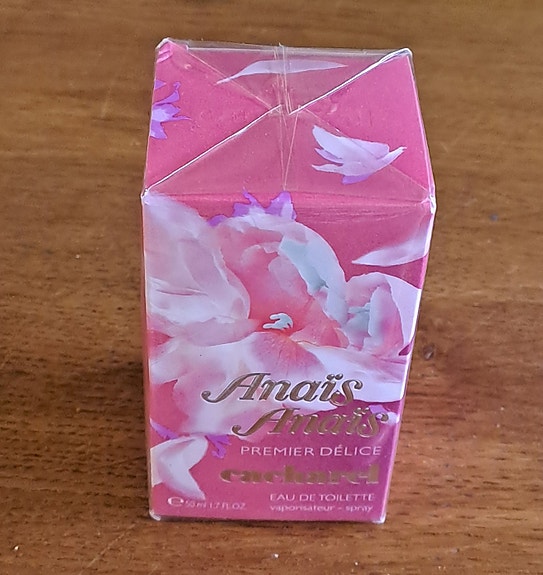 Anaïs
Anaïs
PREMIER DÉLICE
cacharel
EAU DE TOILETTE
vaporisateur – spray
℮ 50 ml 1.7 FL.OZ.